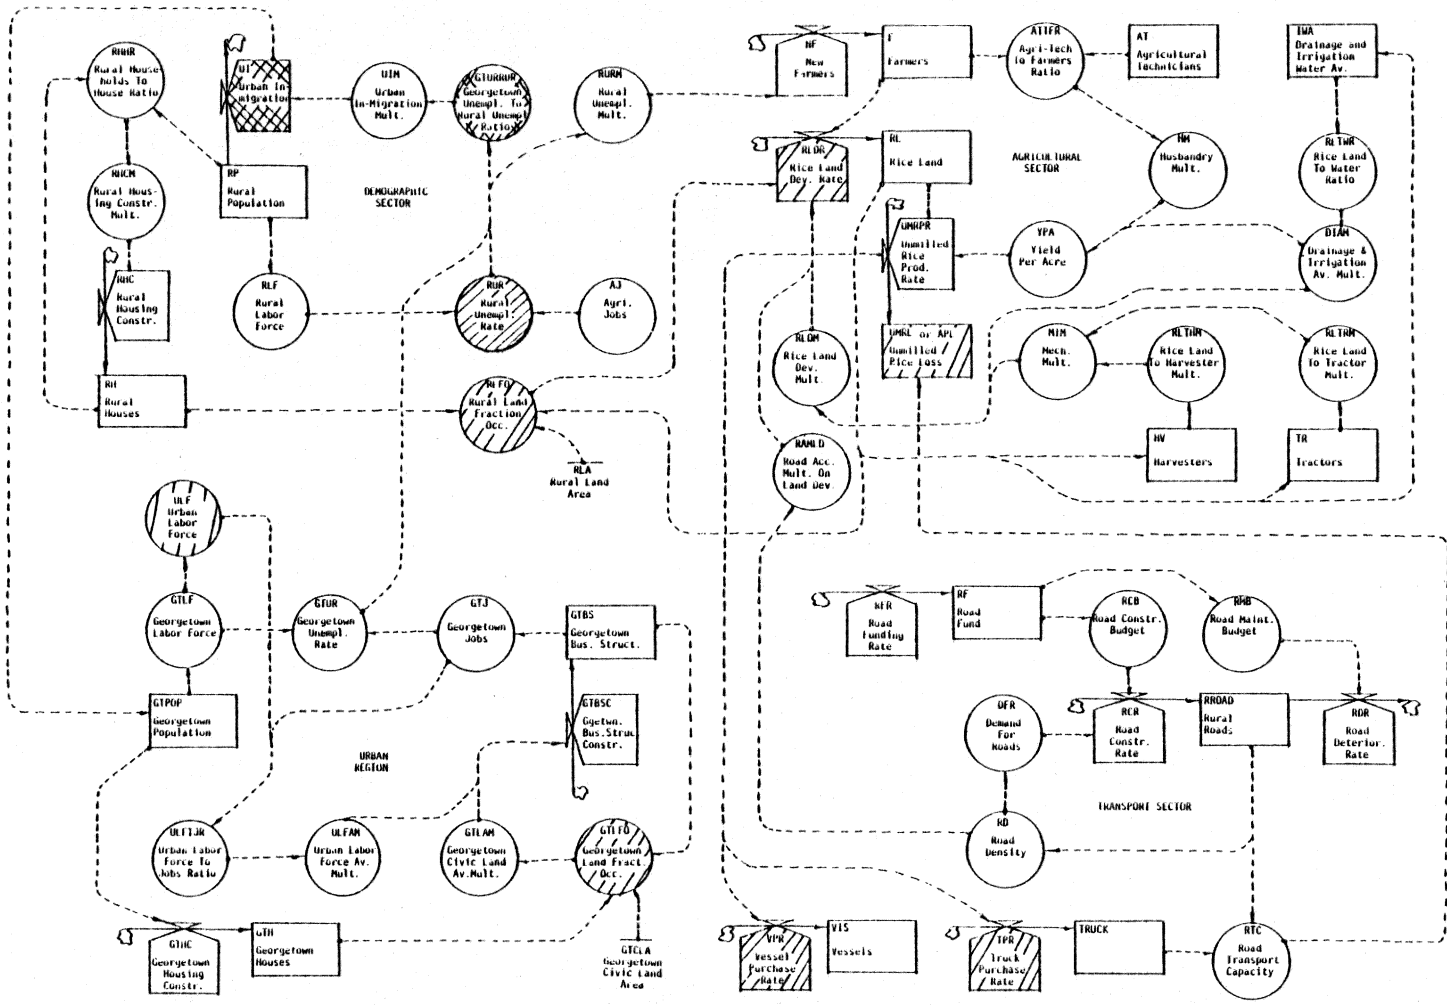 RHHR
Rural House
holds To
House Ratio
UI
Urban In-
migration
UIM
Urban
In-Migration
Mult.
GTURRUR
Georgetown
Unempl. To
Rural Unempl
Ratio
RURM
Rural
Unempl.
Mult.
RHCM
Rural Hous-
ing Constr.
Mult.
RP
Rural
Population
DEMOGRAPHIC
SECTOR
RHC
Rural
Housing
Constr.
RLF
Rural
Labor
Force
RUR
Rural
Unempl.
Rate
AJ
Agri.
Jobs
RH
Rural
Houses
RLFO
Rural Land
Fraction
Occ.
RLA
Rural Land
Area
NF
New
Farmers
F
Farmers
ATTFR
Agri-Tech
To Farmers
Ratio
AT
Agricultural
Technicians
IWA
Drainage and
Irrigation
Water Av.
RLDR
Rice Land
Dev. Rate
RL
Rice Land
AGRICULTURAL
SECTOR
HM
Husbandry
Mult.
RLTWR
Rice Land
To Water
Ratio
UMRPR
Unmilled
Rice
Prod.
Rate
YPA
Yield
Per Acre
DIAM
Drainage &
Irrigation
Av. Mult.
RLDM
Rice Land
Dev.
Mult.
UMRL or APL
Unmilled
Rice Loss
MIM
Mech.
Mult.
RLTHM
Rice Land
To Harvester
Mult.
RLTRM
Rice Land
To Tractor
Mult.
RAMLD
Road Acc.
Mult. On
Land Dev.
HV
Harvesters
TR
Tractors
ULF
Urban
Labor
Force
GTLF
Georgetown
Labor Force
GTUR
Georgetown
Unempl.
Rate
GTJ
Georgetown
Jobs
GTBS
Georgetown
Bus. Struct.
GTPOP
Georgetown
Population
GTBSC
Ggetwn.
Bus.Struc
Constr.
URBAN
REGION
ULFTJR
Urban Labor
Force To
Jobs Ratio
ULFAM
Urban Labor
Force Av.
Mult.
GTLAM
Georgetown
Civic Land
Av.Mult.
GTLFO
Georgetown
Land Fract.
Occ.
GTHC
Georgetown
Housing
Constr.
GTH
Georgetown
Houses
GTCLA
Georgetown
Civic Land
Area
RFR
Road
Funding
Rate
RF
Road
Fund
RCB
Road Constr.
Budget
RMB
Road Maint.
Budget
DFR
Demand
For
Roads
RCR
Road
Constr.
Rate
RROAD
Rural
Roads
RDR
Road
Deterior.
Rate
TRANSPORT SECTOR
RD
Road
Density
VPR
Vessel
Purchase
Rate
VIS
Vessels
TPR
Truck
Purchase
Rate
TRUCK
RTC
Road
Transport
Capacity